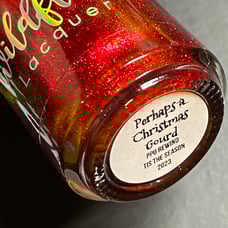 Lacquer
Perhaps a
Christmas
Gourd
PPU REWIND
TIS THE SEASON
2023